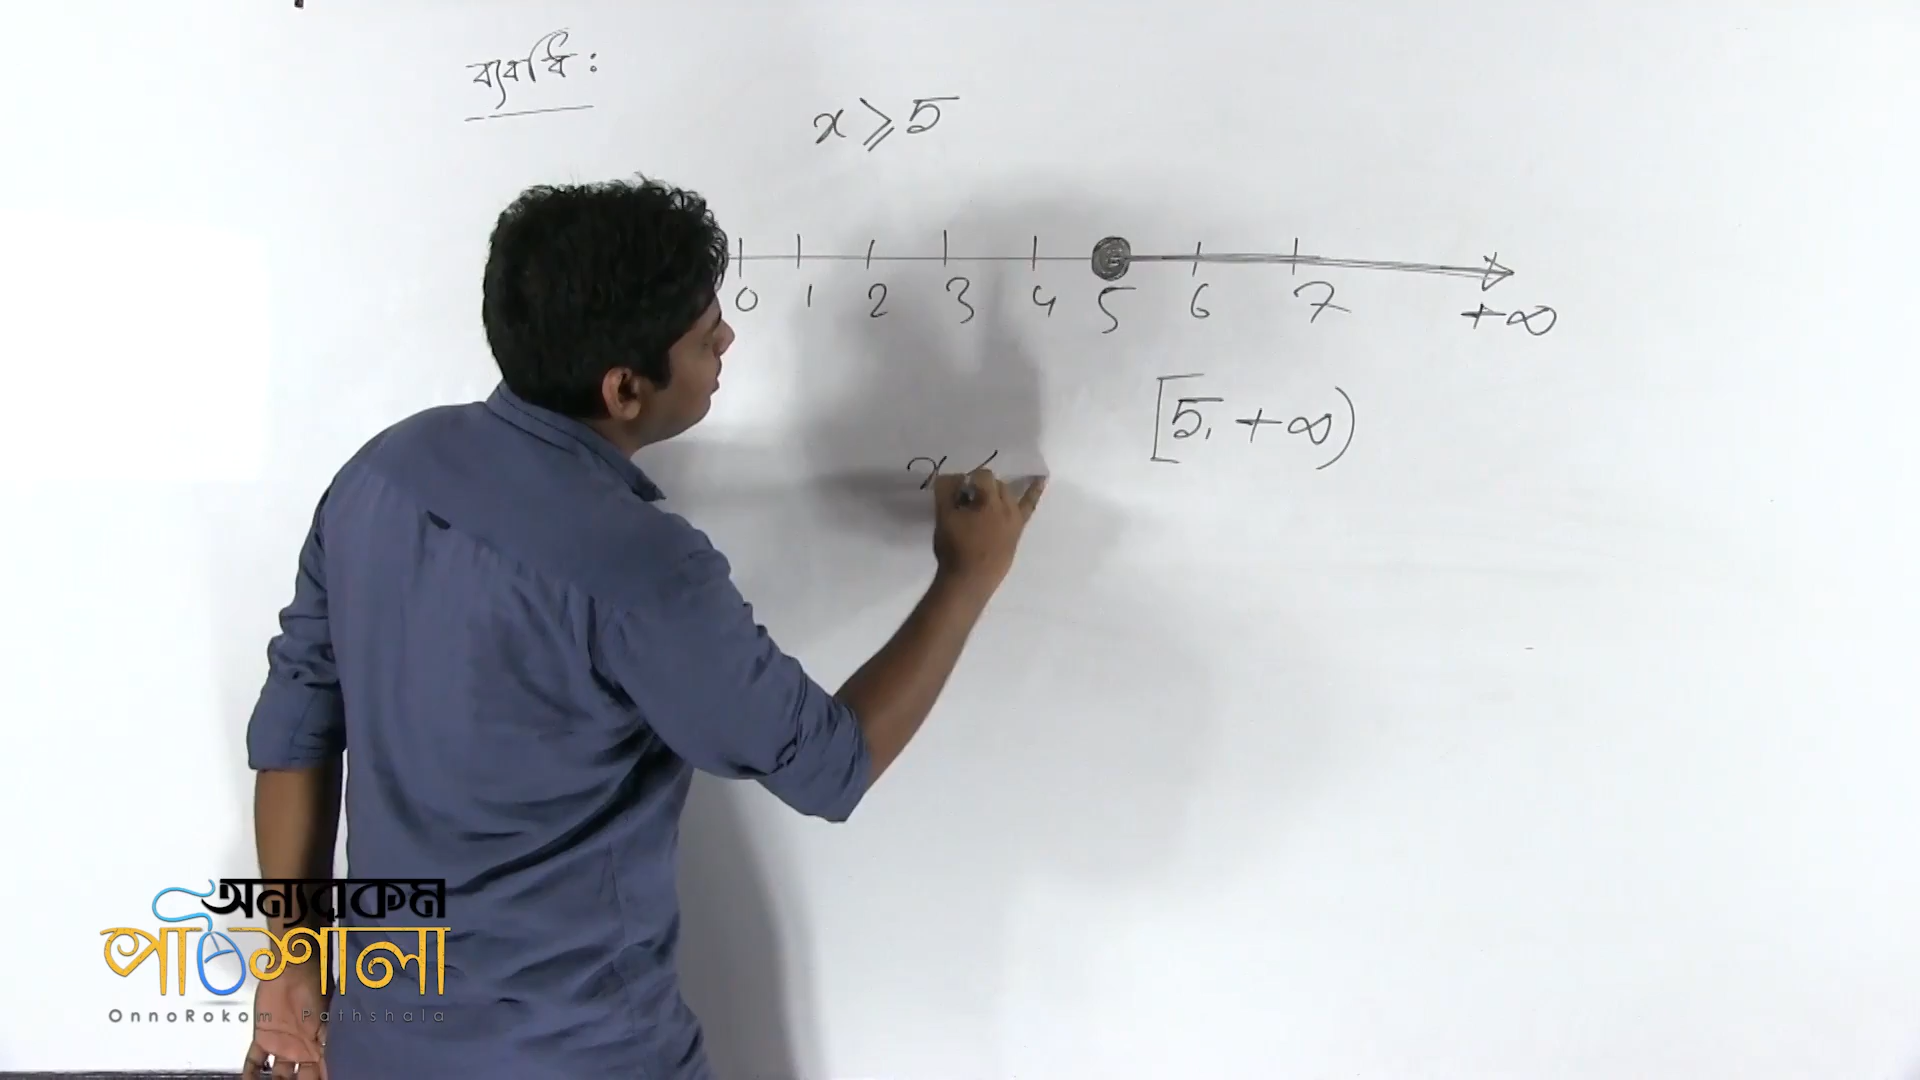 ব্যবধি:
x ⩾ 5
0 1 2 3 4 5 6 7 +∞
[5, +∞)
x <
অন্যরকম
পাঠশালা
OnnoRokom Pathshala